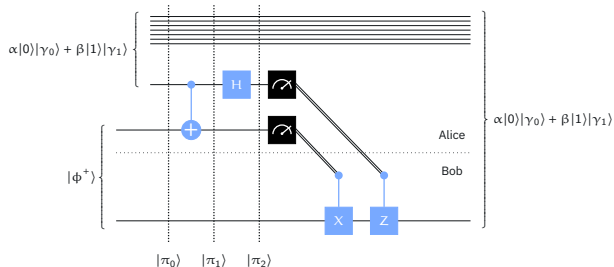 α|0⟩|γ₀⟩ + β|1⟩|γ₁⟩
H
α|0⟩|γ₀⟩ + β|1⟩|γ₁⟩
Alice
Bob
|ϕ⁺⟩
X
Z
|π₀⟩
|π₁⟩
|π₂⟩